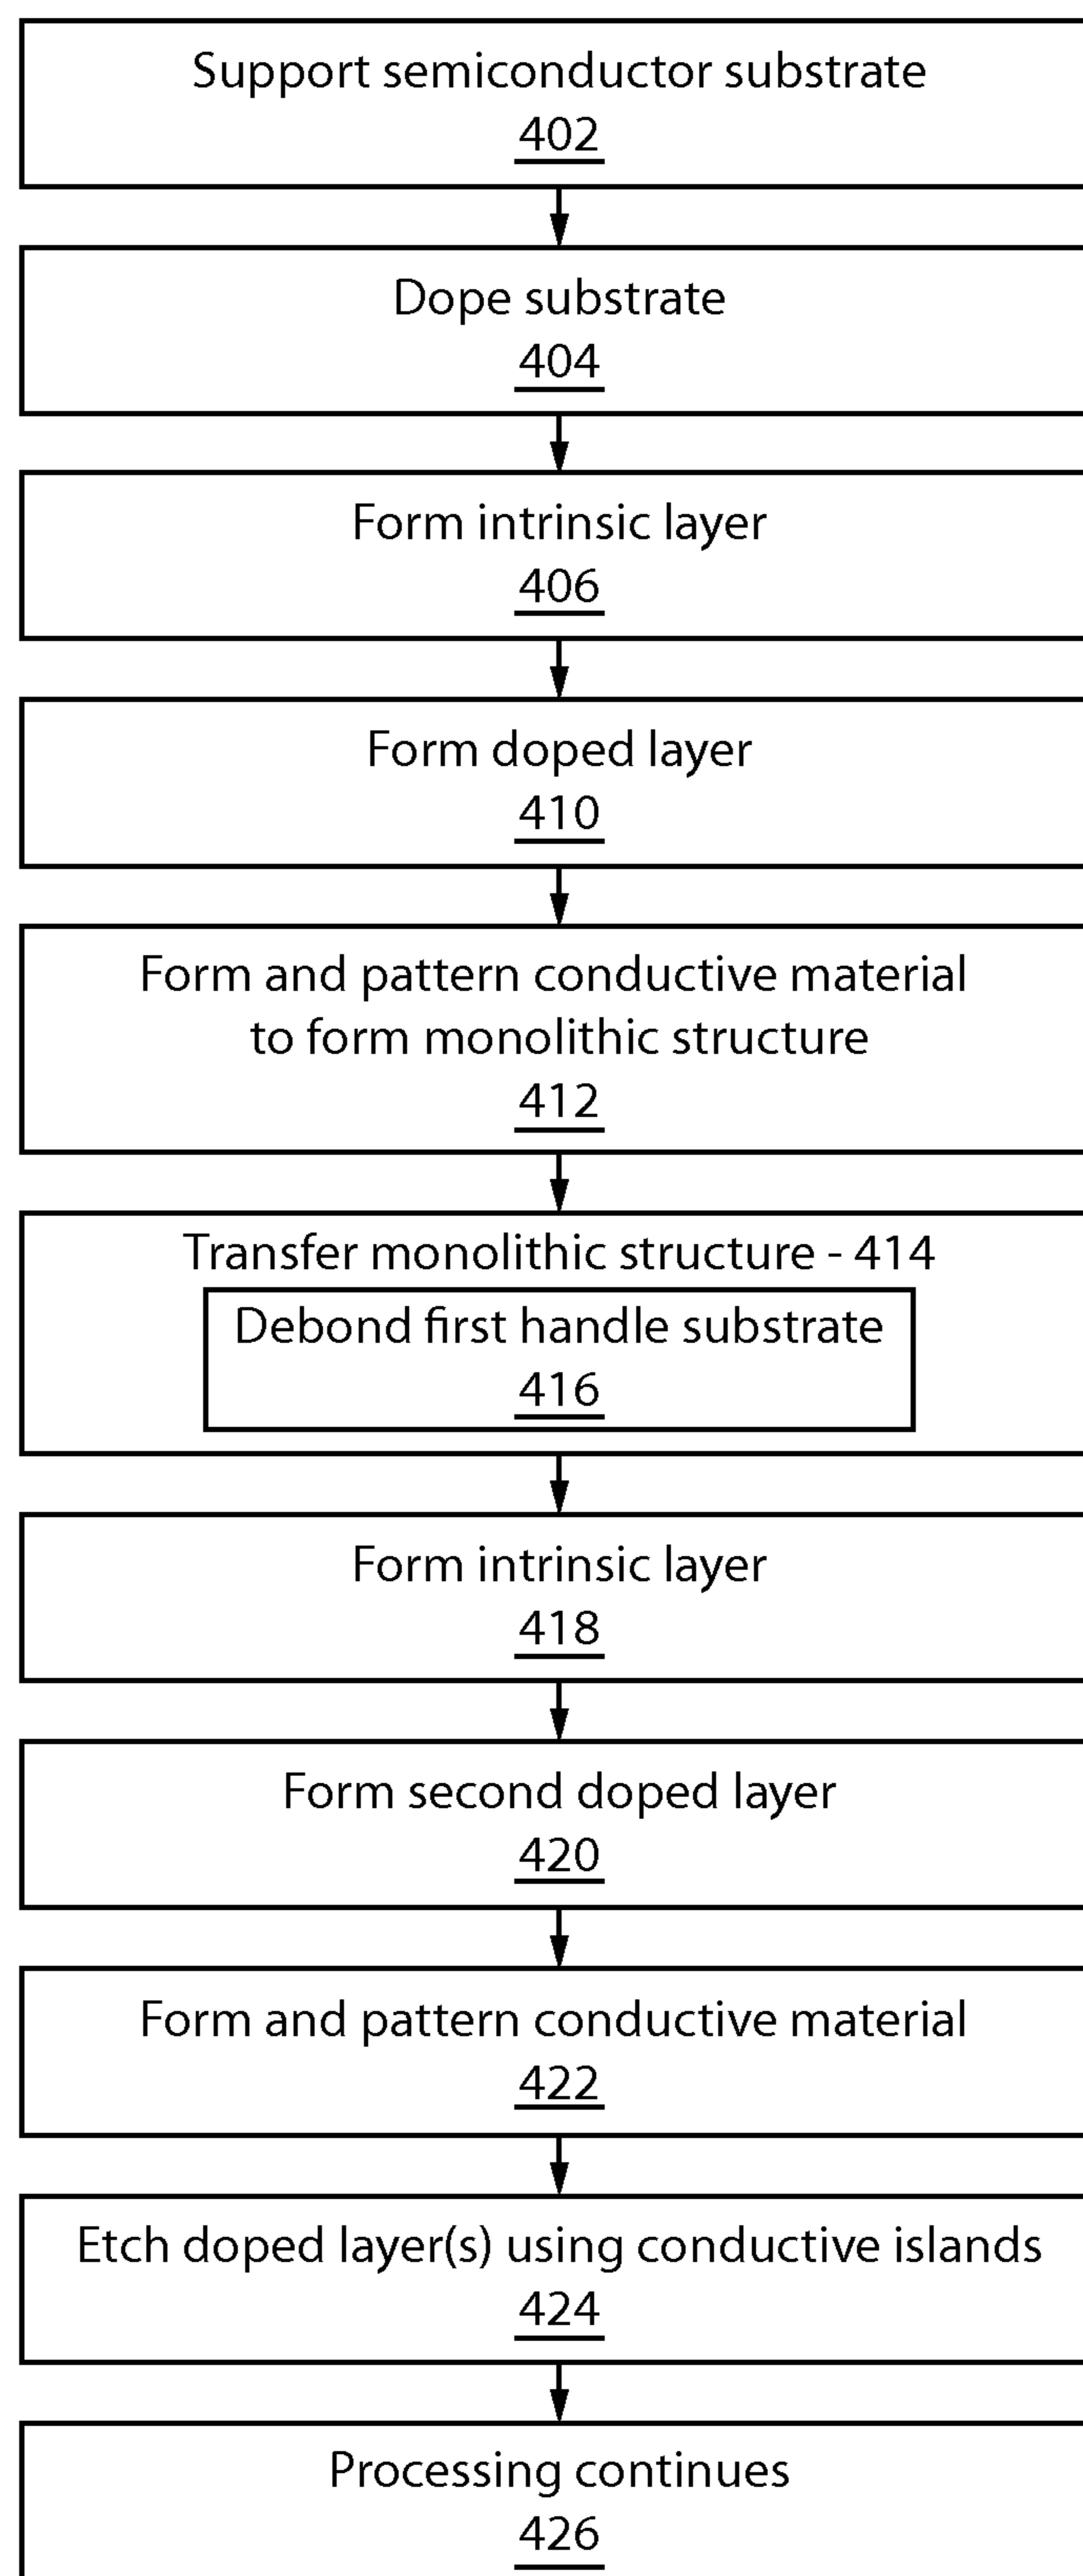 Support semiconductor substrate
402
Dope substrate
404
Form intrinsic layer
406
Form doped layer
410
Form and pattern conductive material
to form monolithic structure
412
Transfer monolithic structure - 414
Debond first handle substrate
416
Form intrinsic layer
418
Form second doped layer
420
Form and pattern conductive material
422
Etch doped layer(s) using conductive islands
424
Processing continues
426